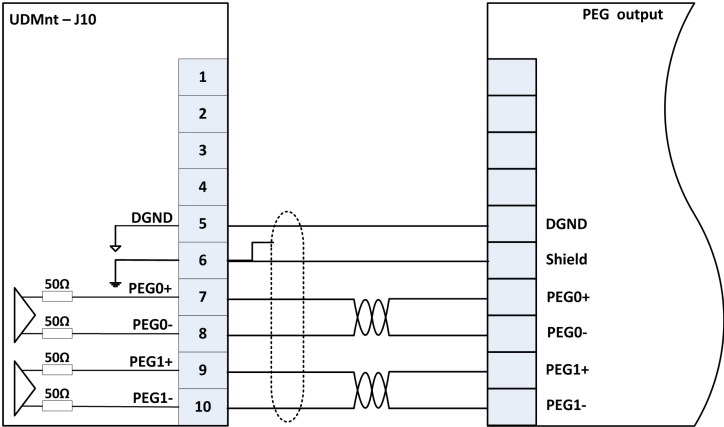 UDMnt – J10
PEG output
1
2
3
4
DGND 5 DGND
6 Shield
50Ω PEG0+ 7 PEG0+
50Ω PEG0- 8 PEG0-
50Ω PEG1+ 9 PEG1+
50Ω PEG1- 10 PEG1-